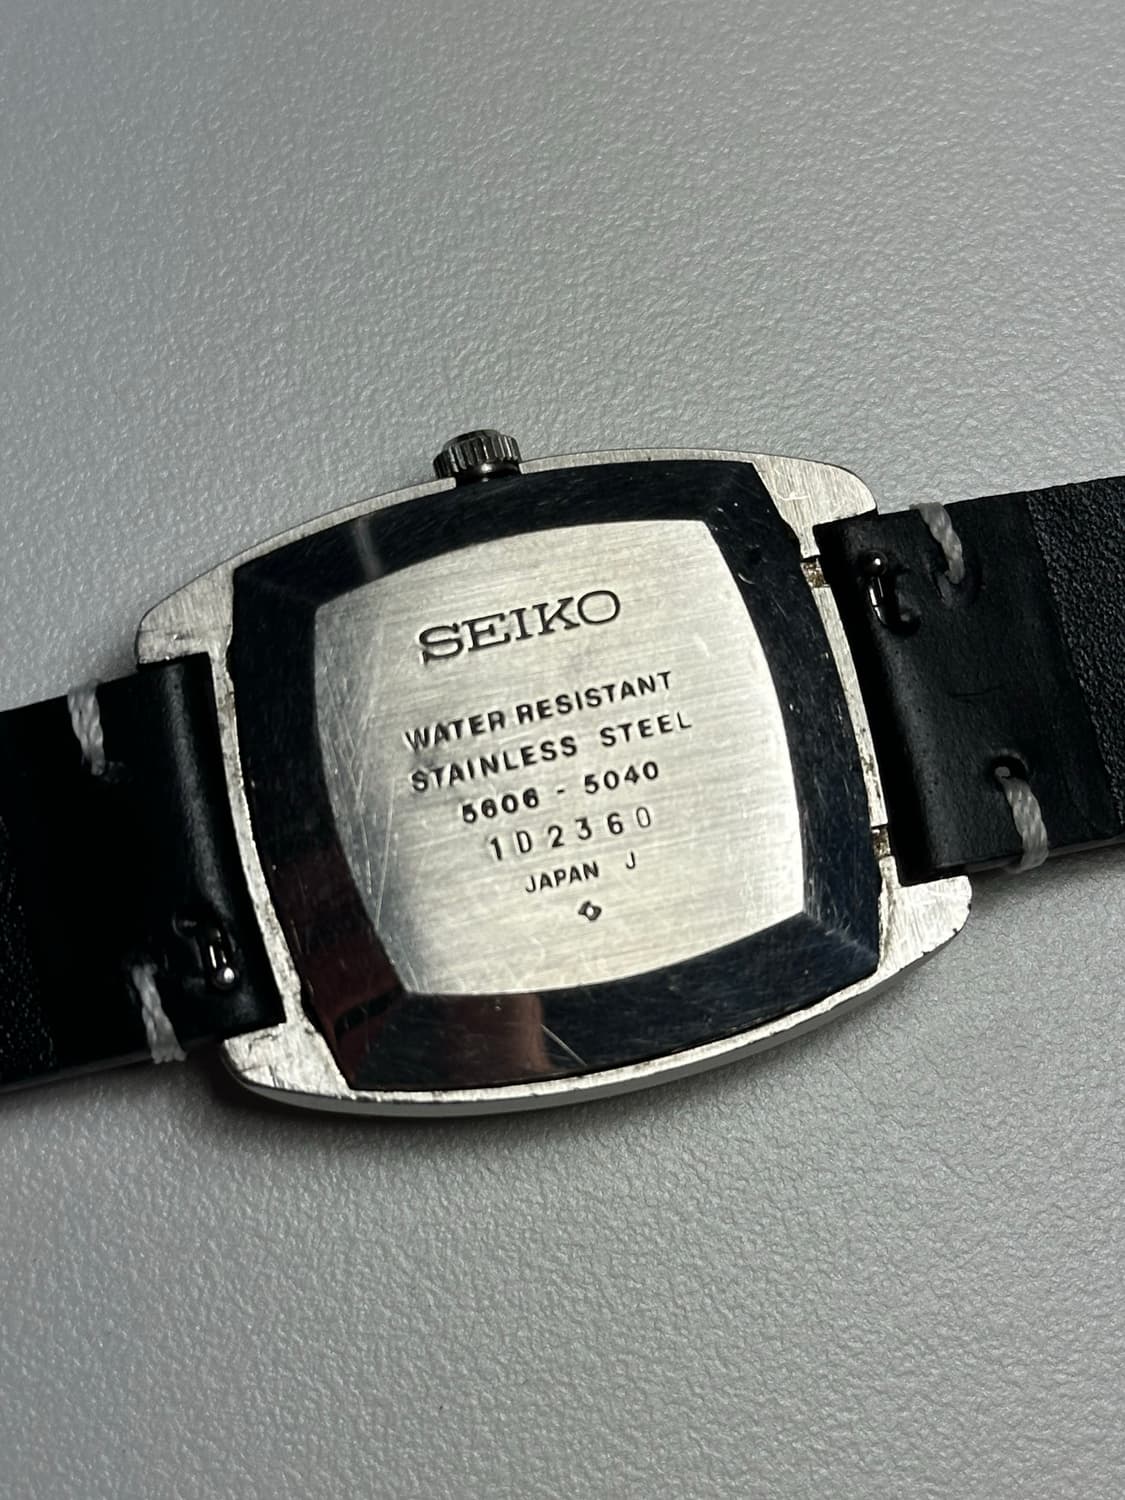 SEIKO
WATER RESISTANT
STAINLESS STEEL
5606 - 5040
1D2360
JAPAN J